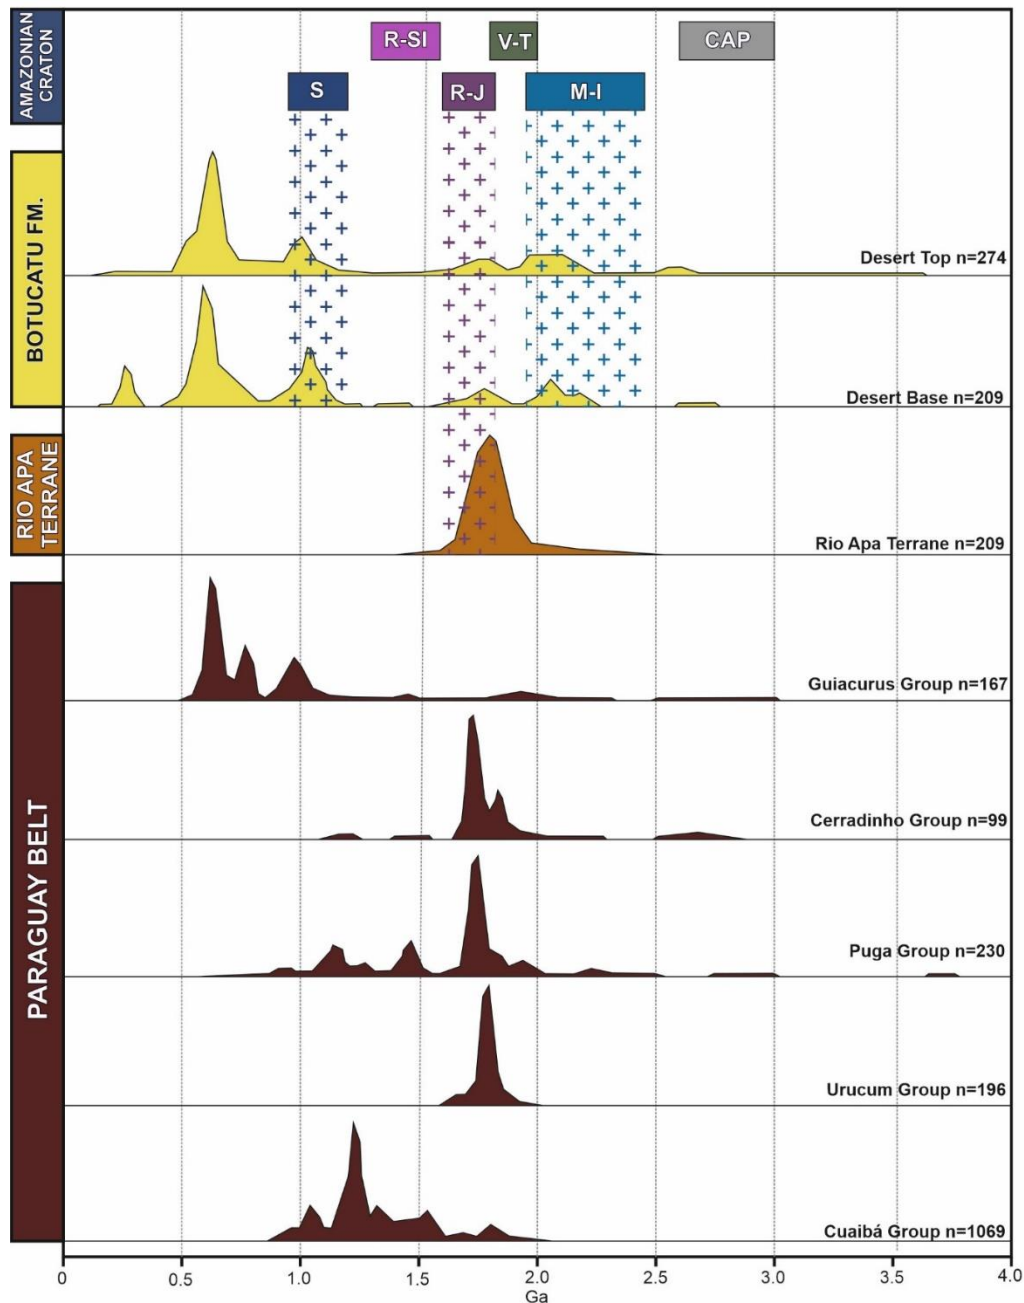 AMAZONIAN
CRATON
R-SI
V-T
CAP
S
R-J
M-I
BOTUCATU FM.
Desert Top n=274
Desert Base n=209
RIO APA
TERRANE
Rio Apa Terrane n=209
PARAGUAY BELT
Guiacurus Group n=167
Cerradinho Group n=99
Puga Group n=230
Urucum Group n=196
Cuaibá Group n=1069
0 0.5 1.0 1.5 2.0 2.5 3.0 3.5 4.0
Ga